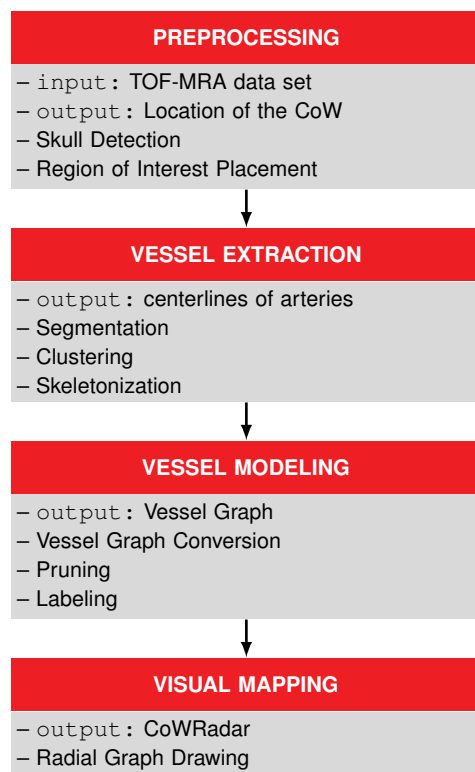 PREPROCESSING
– input: TOF-MRA data set
– output: Location of the CoW
– Skull Detection
– Region of Interest Placement
VESSEL EXTRACTION
– output: centerlines of arteries
– Segmentation
– Clustering
– Skeletonization
VESSEL MODELING
– output: Vessel Graph
– Vessel Graph Conversion
– Pruning
– Labeling
VISUAL MAPPING
– output: CoWRadar
– Radial Graph Drawing